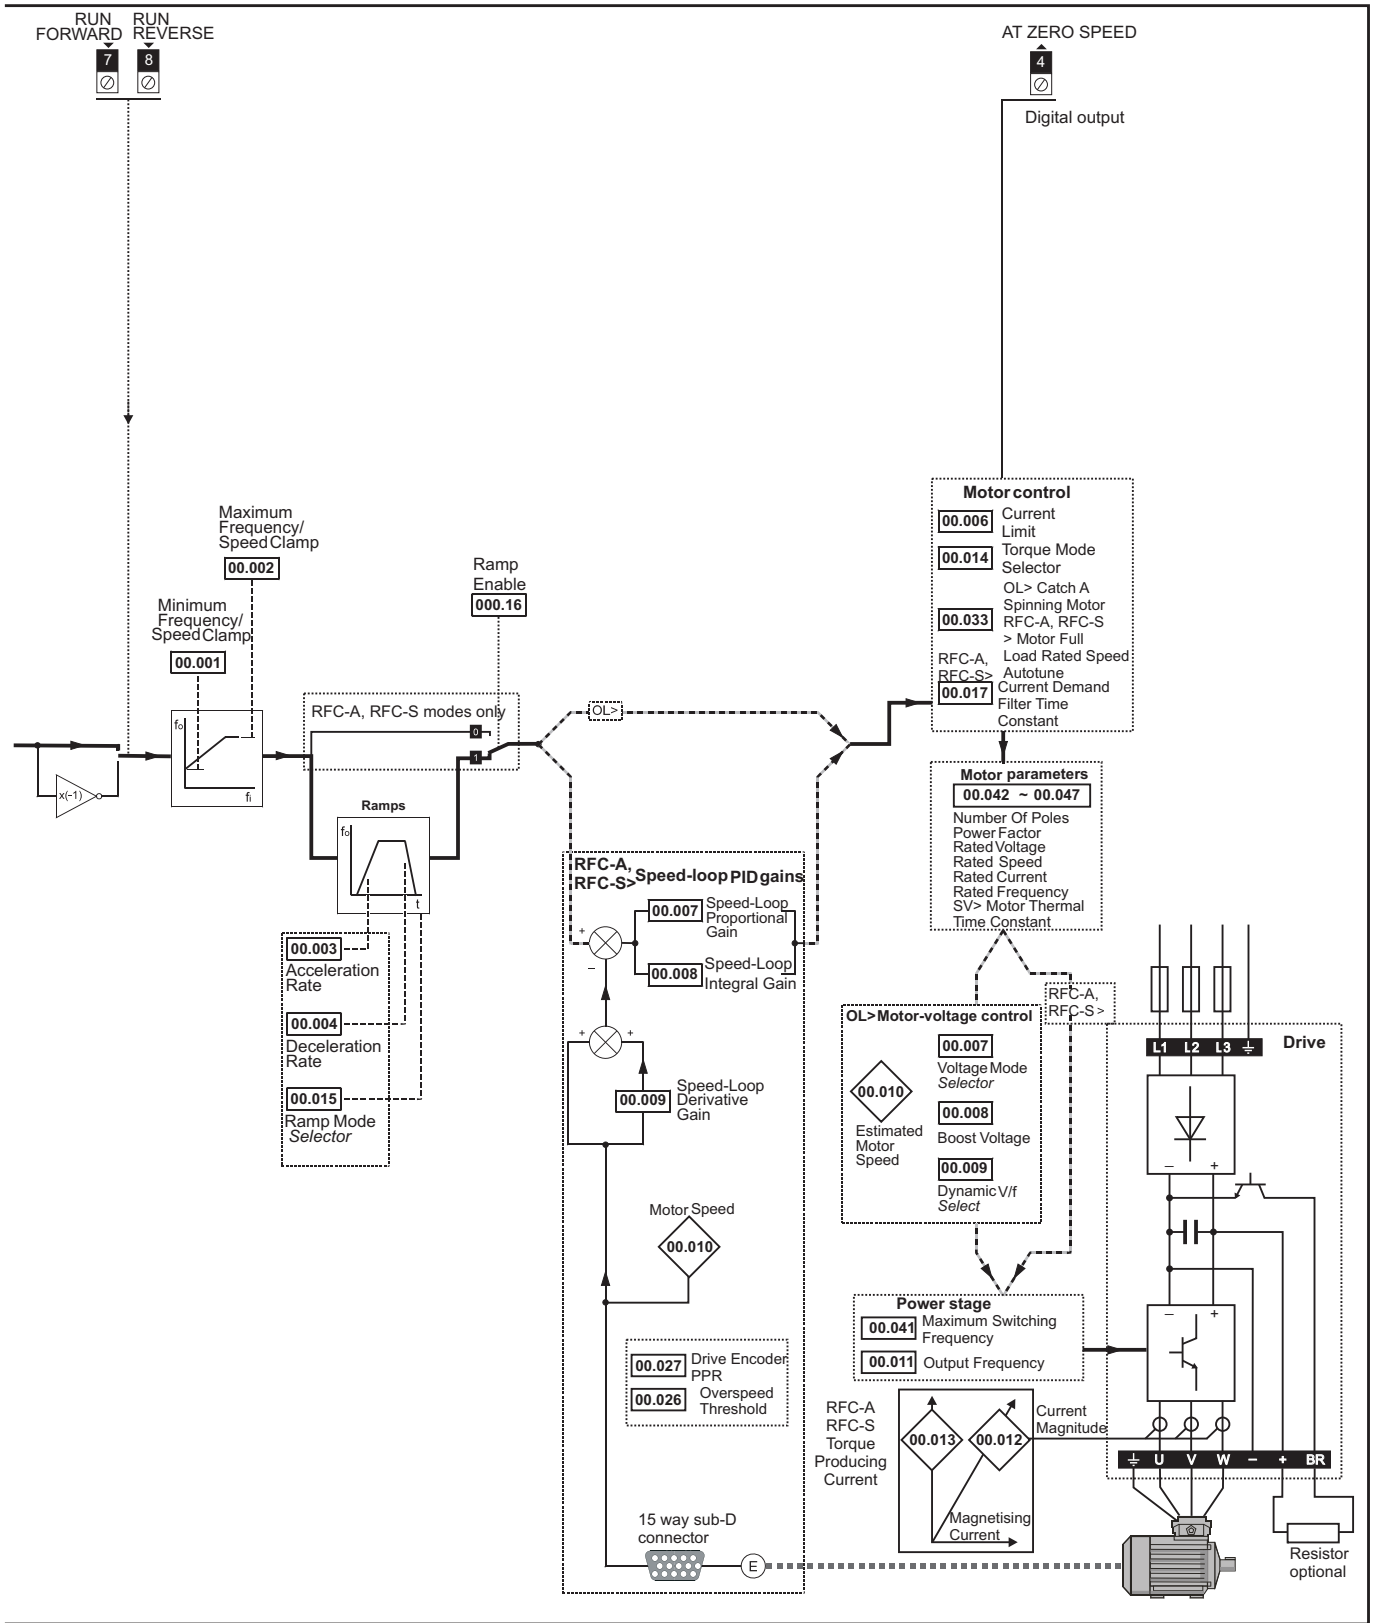 RUN FORWARD
RUN REVERSE
7
8
AT ZERO SPEED
4
Digital output
Maximum
Frequency/
Speed Clamp
00.002
Minimum
Frequency/
Speed Clamp
00.001
Ramp
Enable
000.16
Motor control
00.006
Current
Limit
00.014
Torque Mode
Selector
00.033
OL> Catch A
Spinning Motor
RFC-A, RFC-S
> Motor Full
Load Rated Speed
Autotune
RFC-A,
RFC-S>
00.017
Current Demand
Filter Time
Constant
fo
fi
x(-1)
RFC-A, RFC-S modes only
0
1
OL>
Ramps
fo
t
00.003
Acceleration
Rate
00.004
Deceleration
Rate
00.015
Ramp Mode
Selector
Motor parameters
00.042 ~ 00.047
Number Of Poles
Power Factor
Rated Voltage
Rated Speed
Rated Current
Rated Frequency
SV> Motor Thermal
Time Constant
RFC-A,
RFC-S>
Speed-loop PID gains
+
−
00.007
Speed-Loop
Proportional
Gain
00.008
Speed-Loop
Integral Gain
+
+
00.009
Speed-Loop
Derivative
Gain
Motor Speed
00.010
00.027
Drive Encoder
PPR
00.026
Overspeed
Threshold
15 way sub-D
connector
E
RFC-A,
RFC-S >
OL> Motor-voltage control
00.010
Estimated
Motor
Speed
00.007
Voltage Mode
Selector
00.008
Boost Voltage
00.009
Dynamic V/f
Select
Power stage
00.041
Maximum Switching
Frequency
00.011
Output Frequency
RFC-A
RFC-S
Torque
Producing
Current
00.013
00.012
Current
Magnitude
Magnetising
Current
Drive
L1
L2
L3
− +
− +
U
V
W
−
+
BR
Resistor
optional